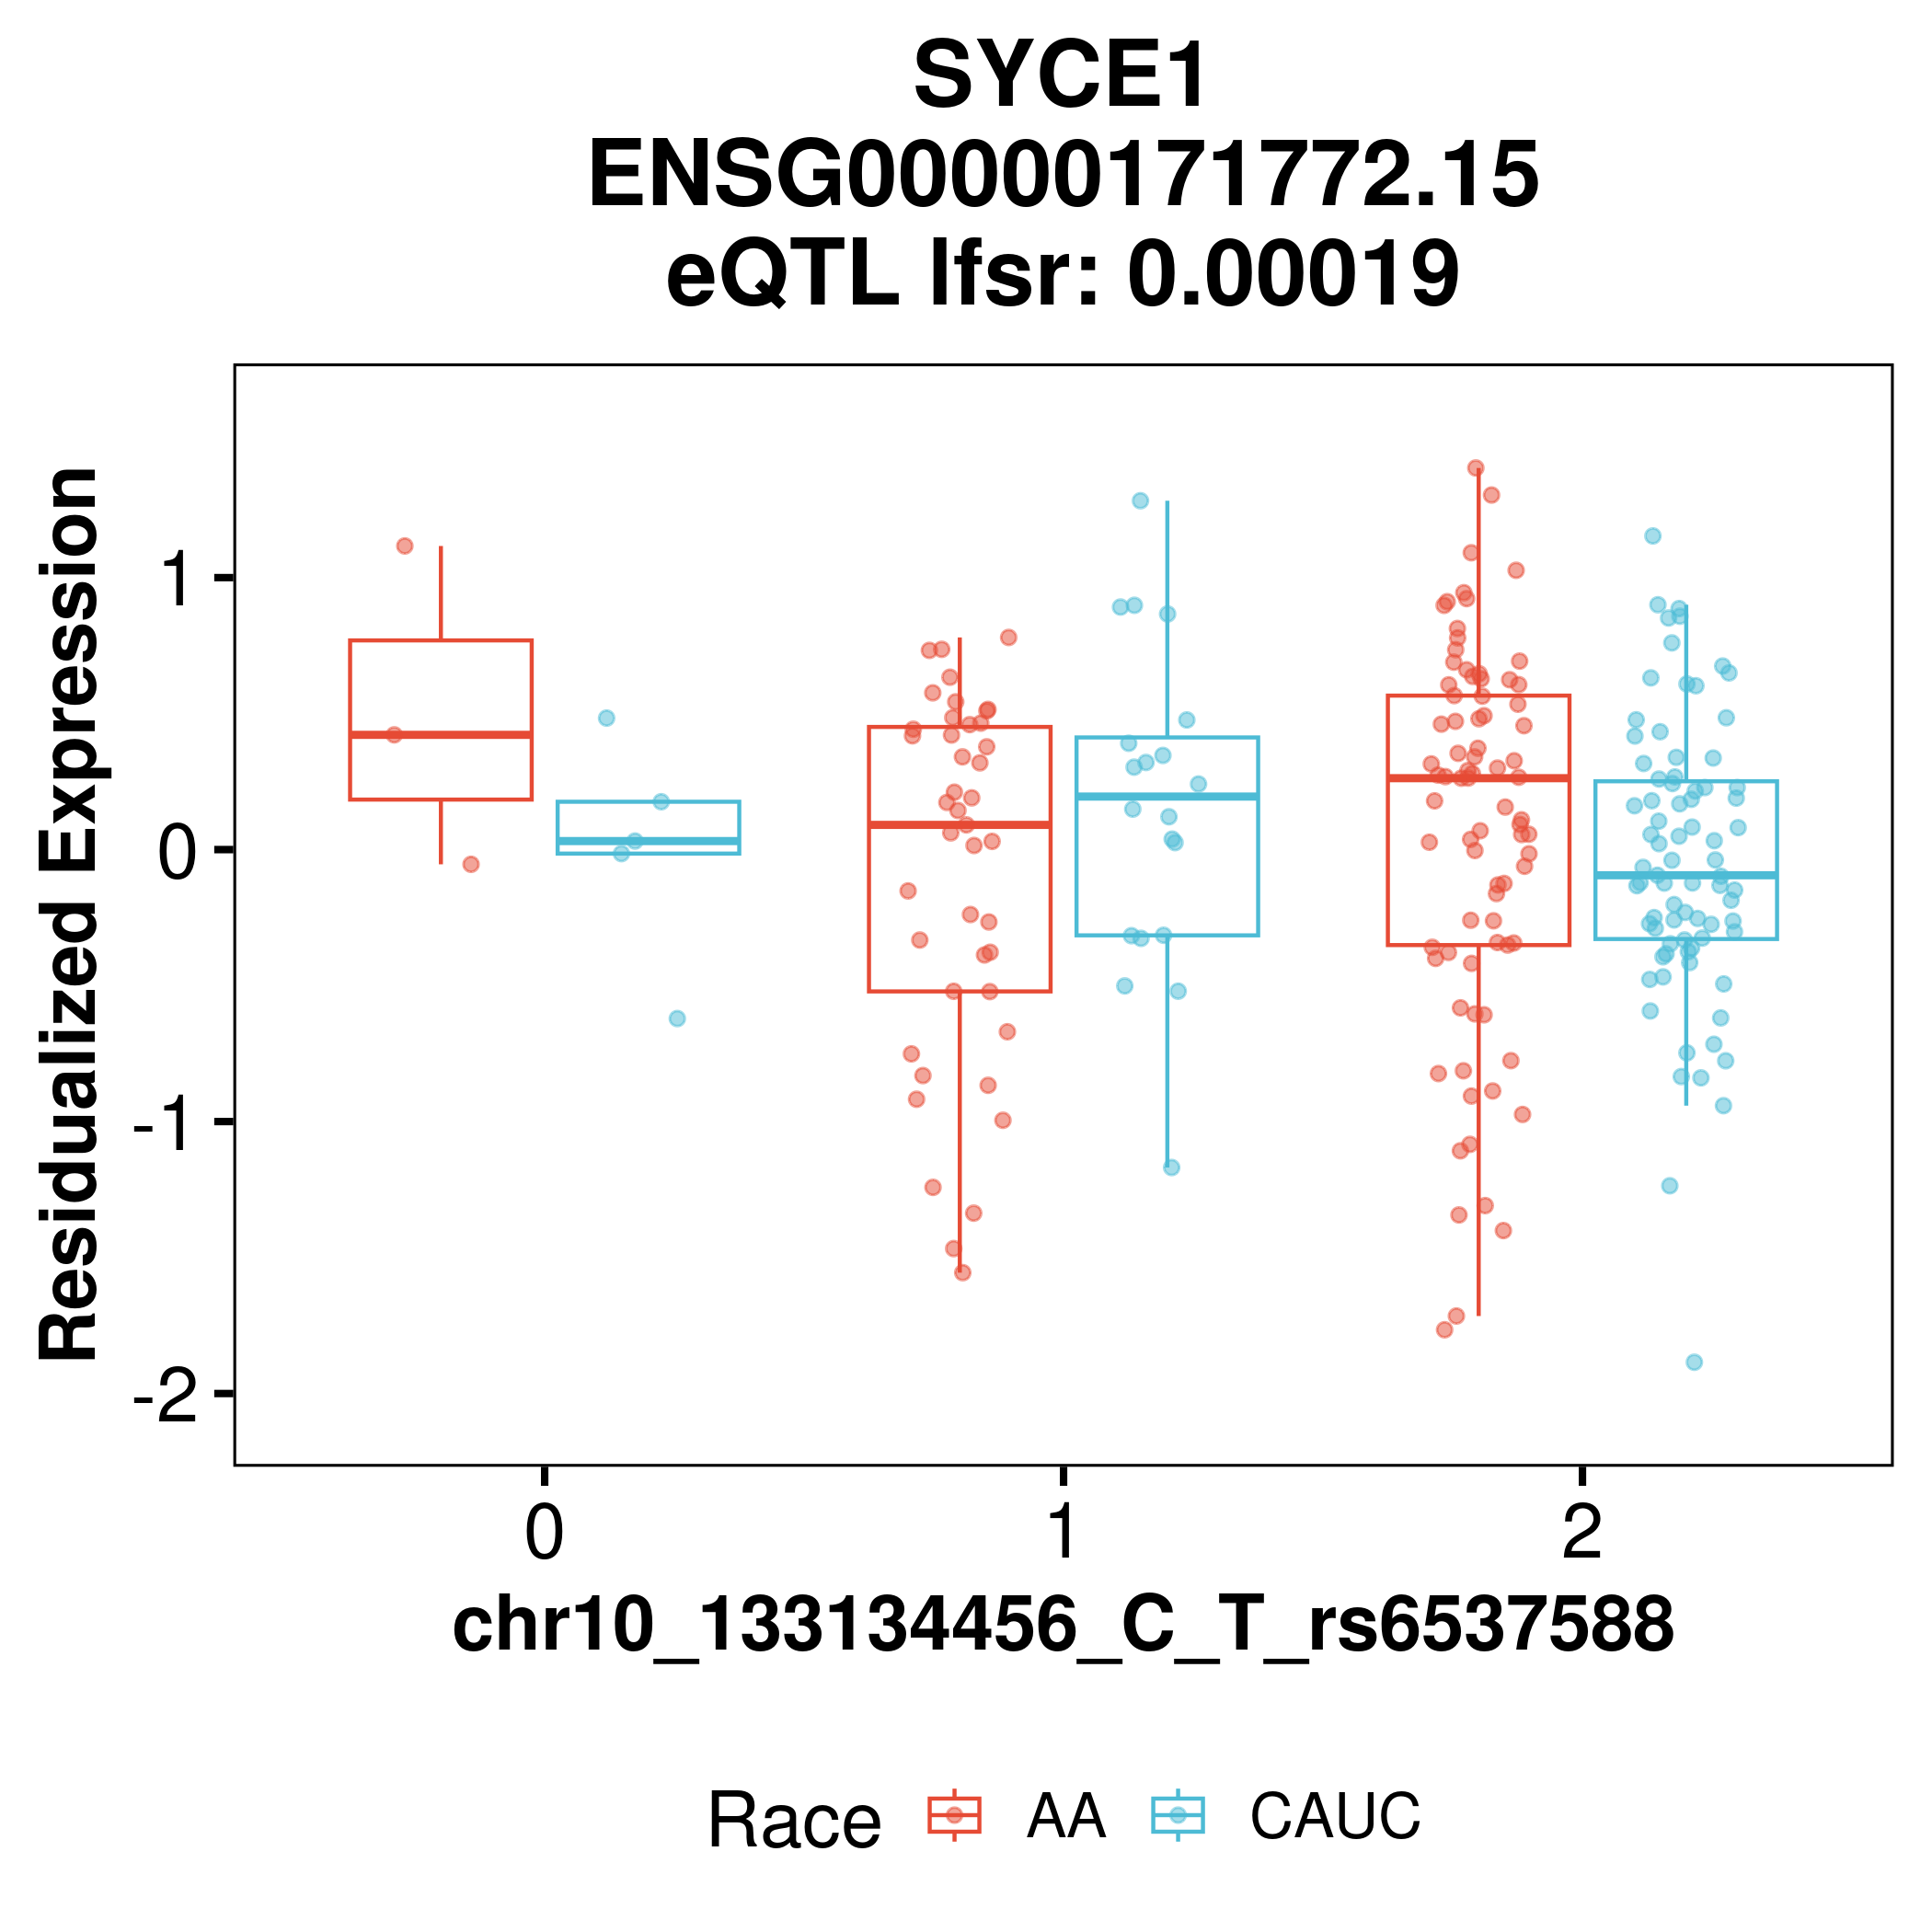 SYCE1
ENSG00000171772.15
eQTL lfsr: 0.00019
Residualized Expression
1
0
-1
-2
0 1 2
chr10_133134456_C_T_rs6537588
Race AA CAUC